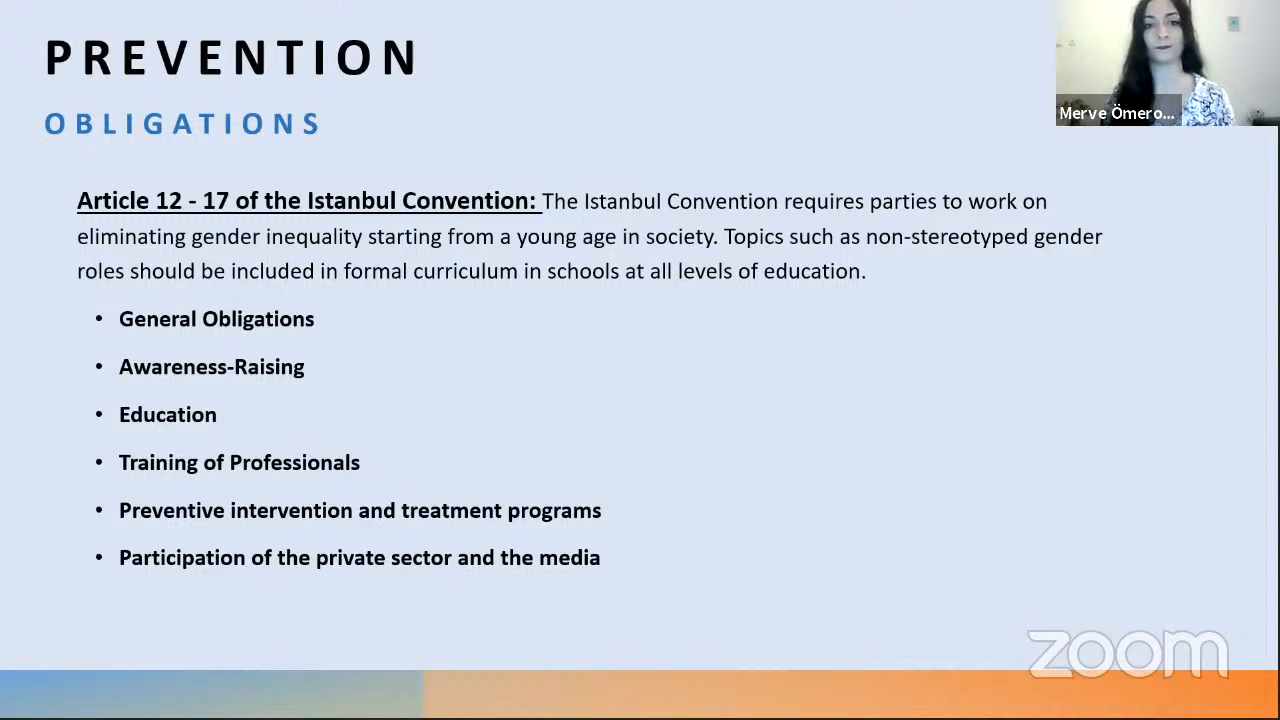 PREVENTION
OBLIGATIONS
Merve Ömero...
Article 12 - 17 of the Istanbul Convention: The Istanbul Convention requires parties to work on
eliminating gender inequality starting from a young age in society. Topics such as non-stereotyped gender
roles should be included in formal curriculum in schools at all levels of education.
• General Obligations
• Awareness-Raising
• Education
• Training of Professionals
• Preventive intervention and treatment programs
• Participation of the private sector and the media
zoom